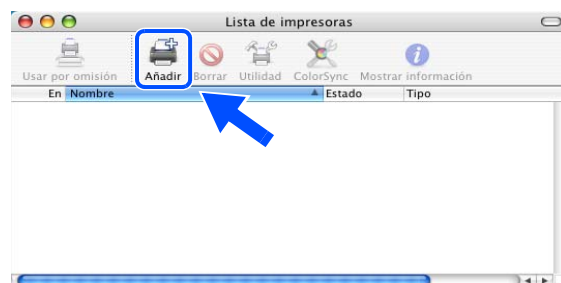 Lista de impresoras
Usar por omisión Añadir Borrar Utilidad ColorSync Mostrar información
En Nombre Estado Tipo